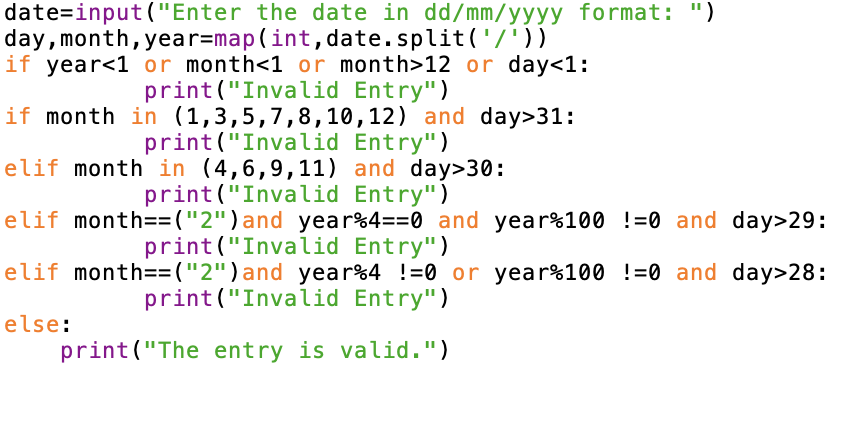 date=input("Enter the date in dd/mm/yyyy format: ")
day,month,year=map(int,date.split('/'))
if year<1 or month<1 or month>12 or day<1:
          print("Invalid Entry")
if month in (1,3,5,7,8,10,12) and day>31:
          print("Invalid Entry")
elif month in (4,6,9,11) and day>30:
          print("Invalid Entry")
elif month==("2")and year%4==0 and year%100 !=0 and day>29:
          print("Invalid Entry")
elif month==("2")and year%4 !=0 or year%100 !=0 and day>28:
          print("Invalid Entry")
else:
    print("The entry is valid.")